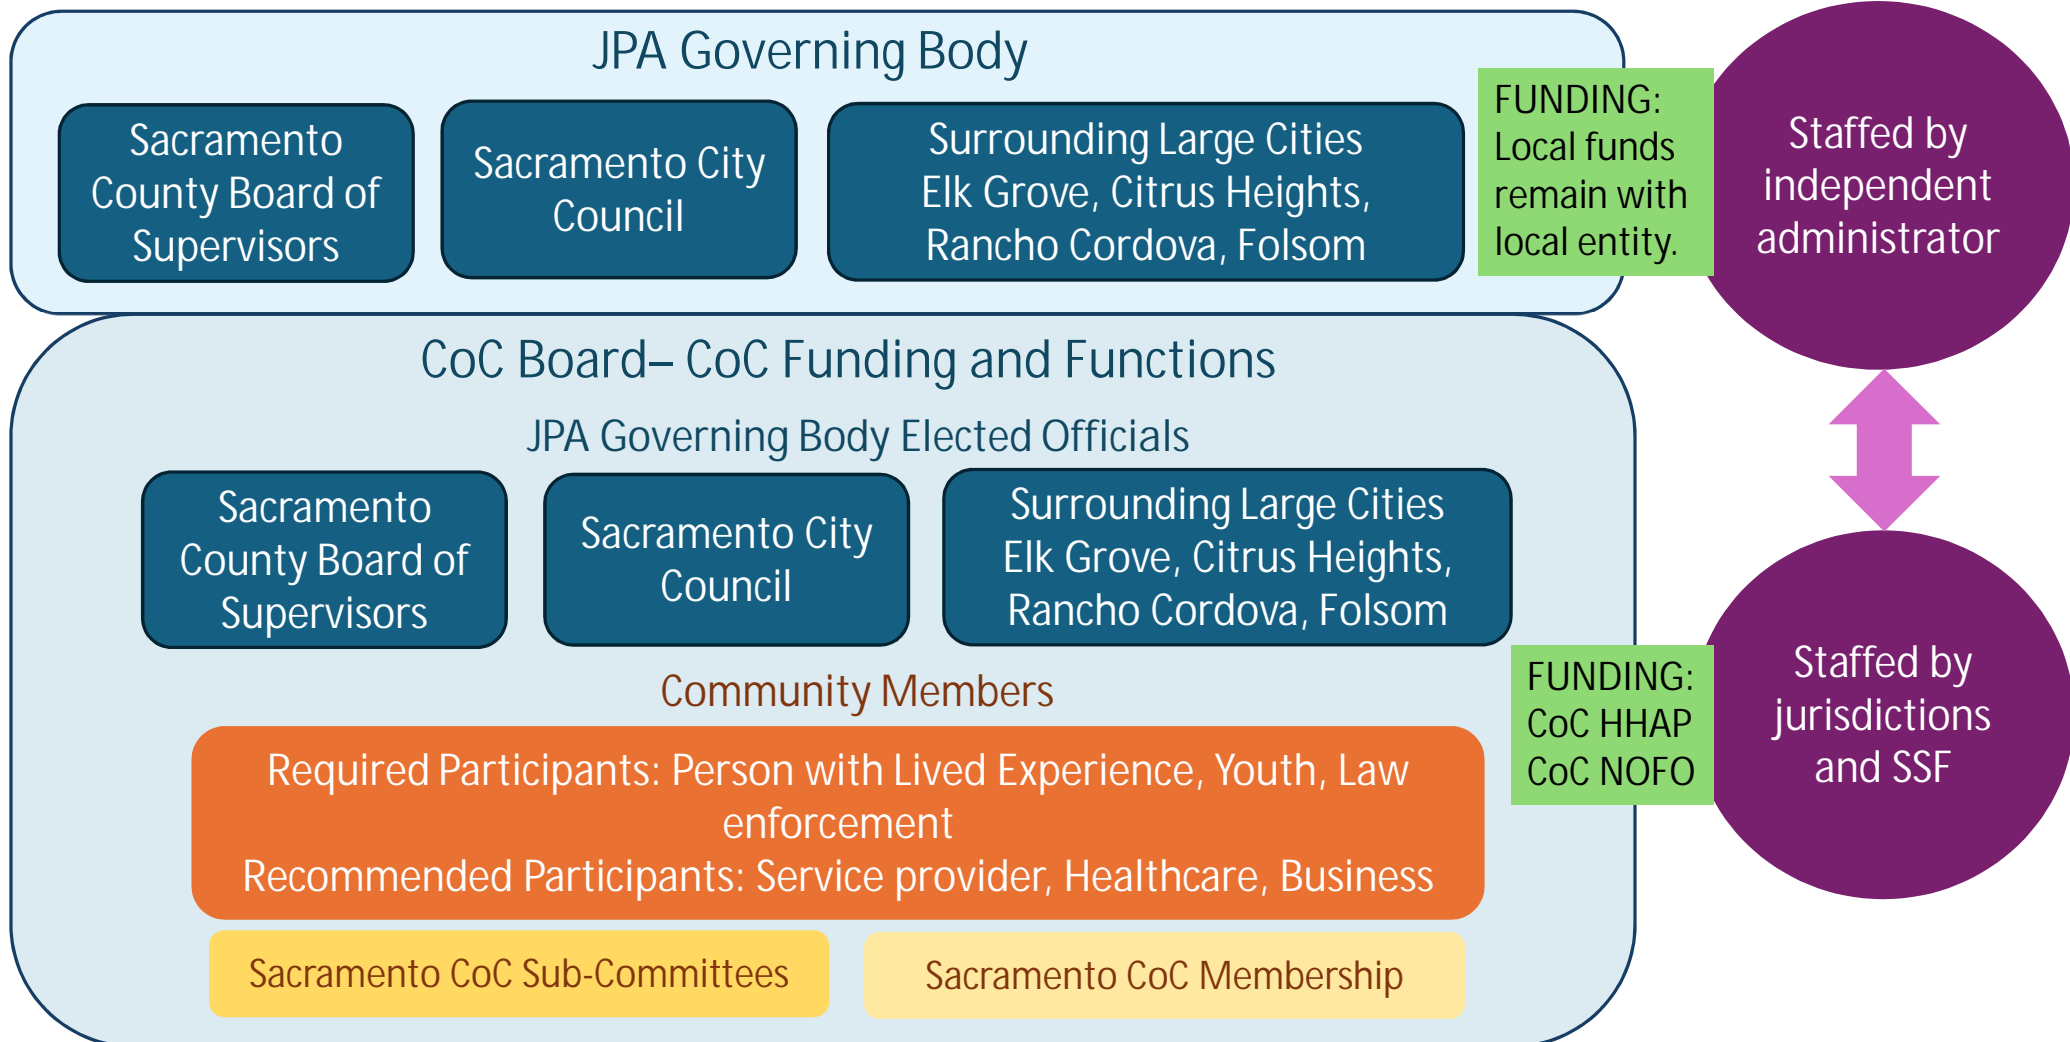 JPA Governing Body
Sacramento
County Board of
Supervisors
Sacramento City
Council
Surrounding Large Cities
Elk Grove, Citrus Heights,
Rancho Cordova, Folsom
FUNDING:
Local funds
remain with
local entity.
Staffed by
independent
administrator
CoC Board– CoC Funding and Functions
JPA Governing Body Elected Officials
Sacramento
County Board of
Supervisors
Sacramento City
Council
Surrounding Large Cities
Elk Grove, Citrus Heights,
Rancho Cordova, Folsom
Community Members
Required Participants: Person with Lived Experience, Youth, Law
enforcement
Recommended Participants: Service provider, Healthcare, Business
FUNDING:
CoC HHAP
CoC NOFO
Staffed by
jurisdictions
and SSF
Sacramento CoC Sub-Committees
Sacramento CoC Membership